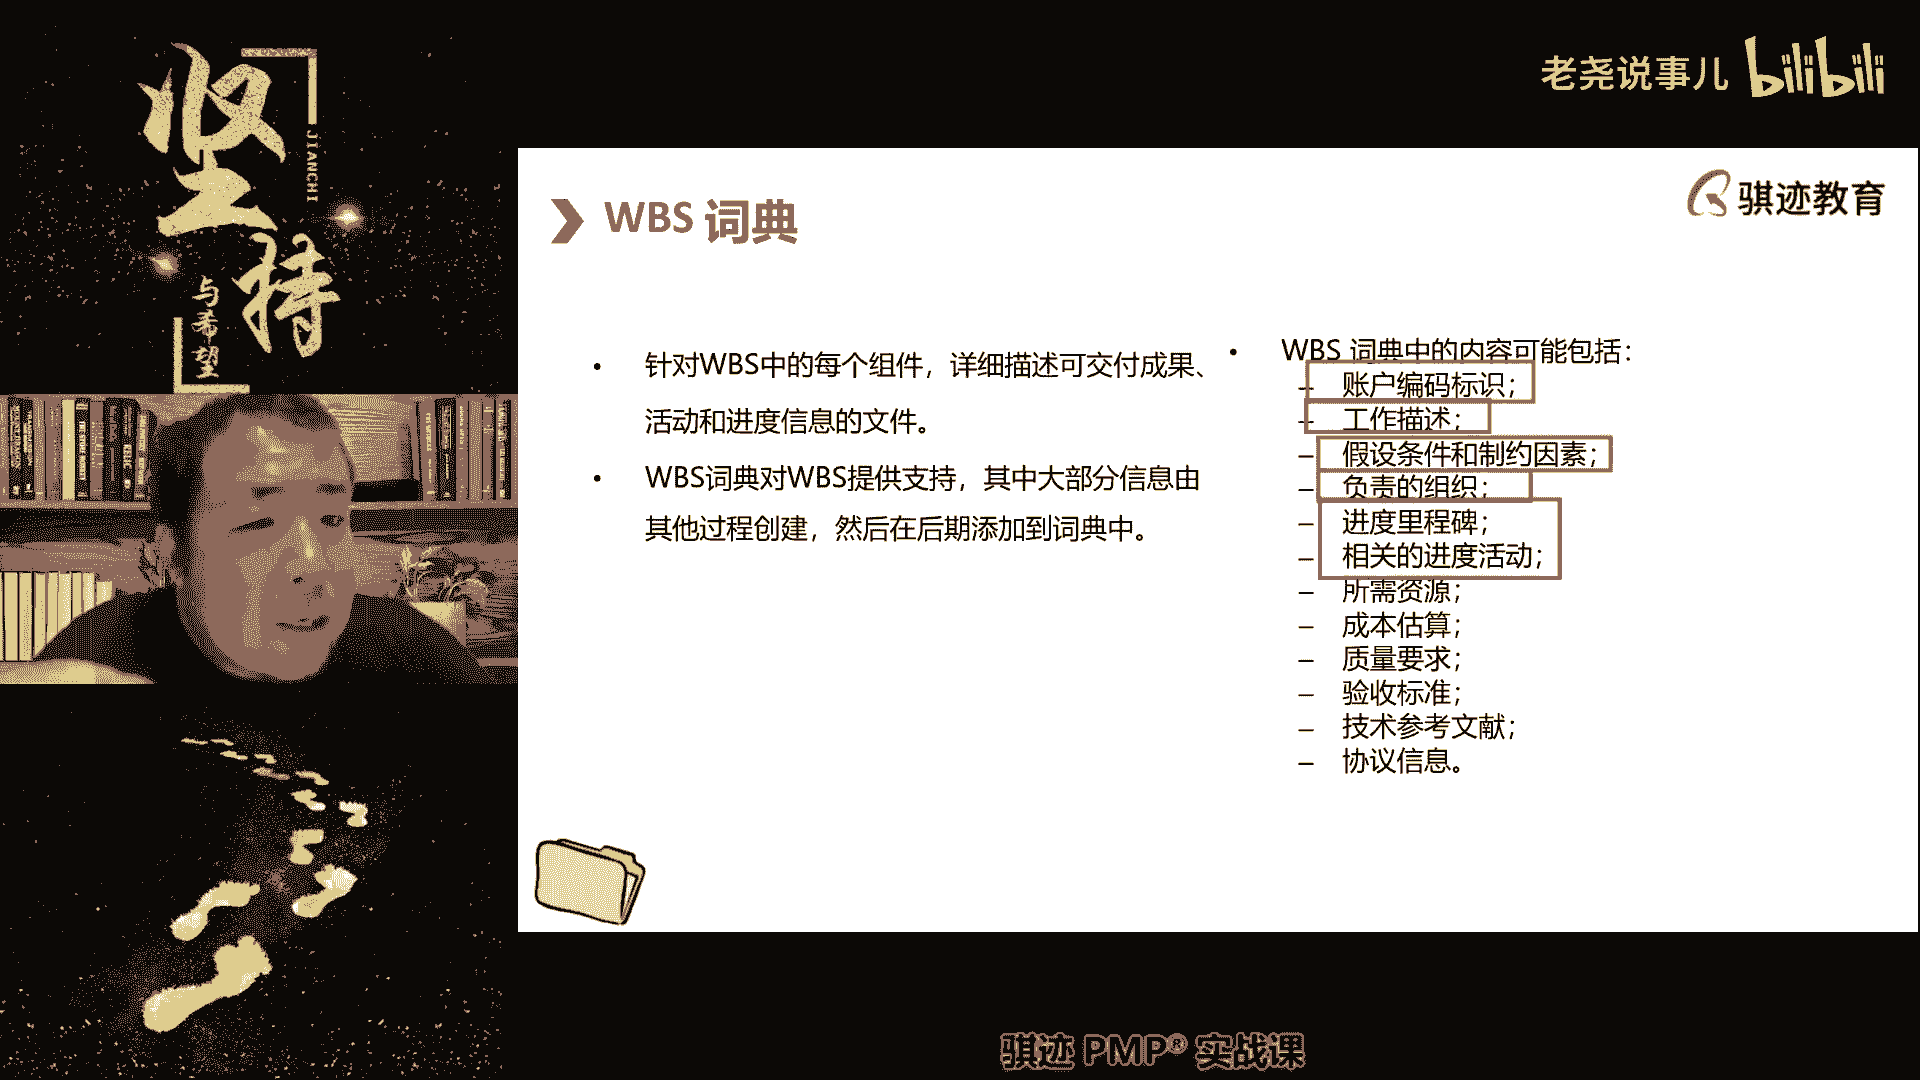 坚持
JIANCHI
与希望
老尧说事儿 bilibili
骐迹教育
WBS 词典
• 针对WBS中的每个组件，详细描述可交付成果、
活动和进度信息的文件。
• WBS词典对WBS提供支持，其中大部分信息由
其他过程创建，然后在后期添加到词典中。
• WBS 词典中的内容可能包括：
– 账户编码标识；
– 工作描述；
– 假设条件和制约因素；
– 负责的组织；
– 进度里程碑；
– 相关的进度活动；
– 所需资源；
– 成本估算；
– 质量要求；
– 验收标准；
– 技术参考文献；
– 协议信息。
骐迹 PMP® 实战课